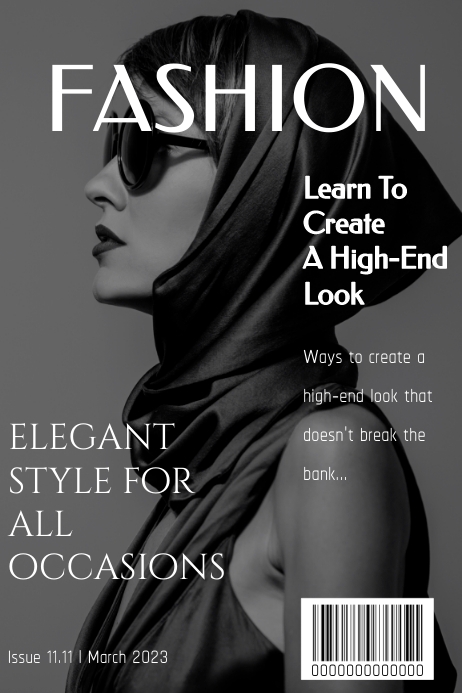 FASHION
Learn To
Create
A High-End
Look
Ways to create a
high-end look that
doesn't break the
bank...
ELEGANT
STYLE FOR
ALL
OCCASIONS
Issue 11.11 | March 2023
0000000000000